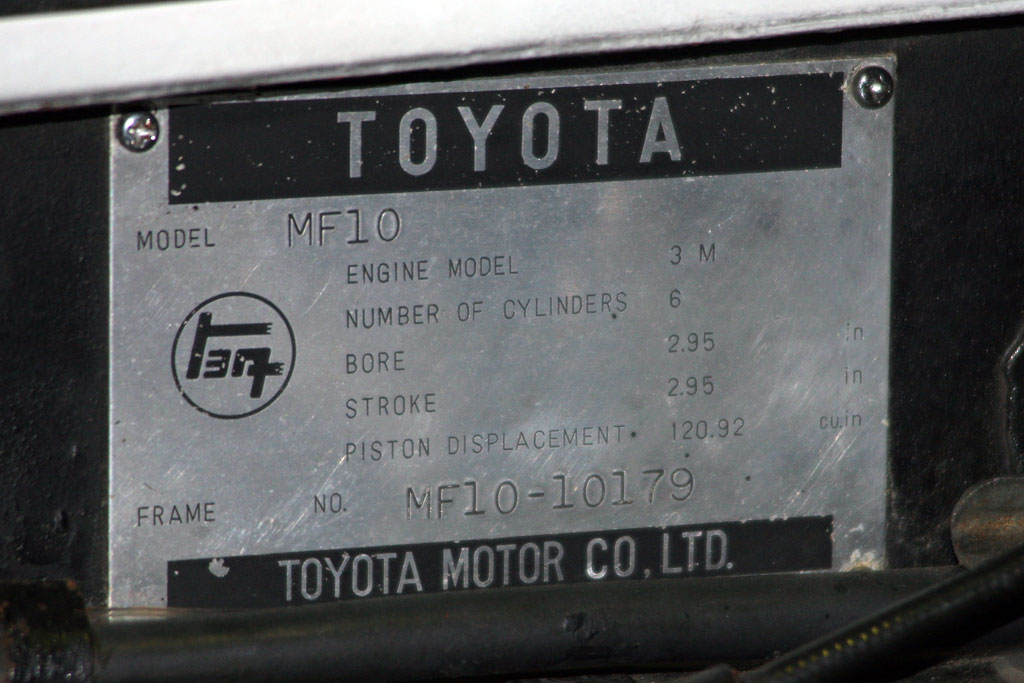 TOYOTA
MODEL MF10
ENGINE MODEL 3 M
NUMBER OF CYLINDERS 6
BORE 2.95 in
STROKE 2.95 in
PISTON DISPLACEMENT 120.92 cu.in
FRAME NO. MF10-10179
TOYOTA MOTOR CO., LTD.